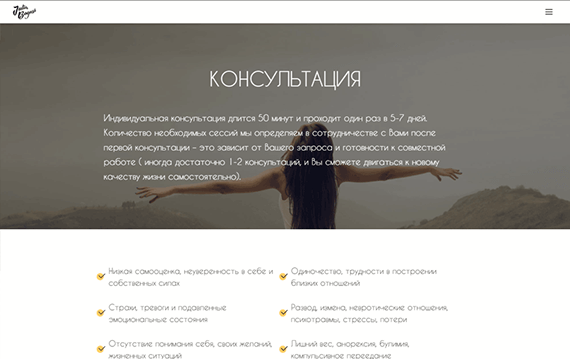 КОНСУЛЬТАЦИЯ
Индивидуальная консультация длится 50 минут и проходит один раз в 5-7 дней.
Количество необходимых сессий мы определяем в сотрудничестве с Вами после
первой консультации – это зависит от Вашего запроса и готовности к совместной
работе ( иногда достаточно 1-2 консультаций, и Вы сможете двигаться к новому
качеству жизни самостоятельно).
Низкая самооценка, неуверенность в себе и
собственных силах
Одиночество, трудности в построении
близких отношений
Страхи, тревоги и подавленные
эмоциональные состояния
Развод, измена, невротические отношения,
психотравмы, стрессы, потери
Отсутствие понимания себя, своих желаний,
жизненных ситуаций
Лишний вес, анорексия, булимия,
компульсивное переедание